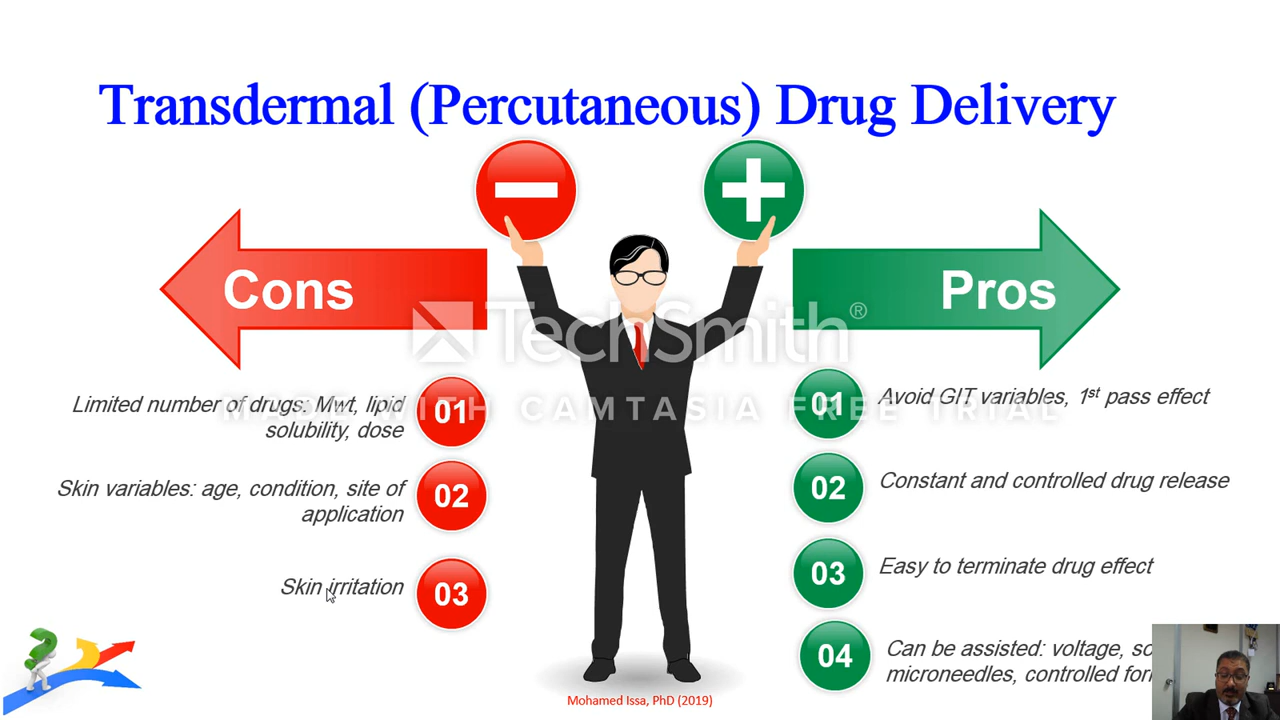 Transdermal (Percutaneous) Drug Delivery
Cons
Pros
TechSmith®
MADE WITH CAMTASIA FREE TRIAL
Limited number of drugs: Mwt, lipid
solubility, dose
01
Skin variables: age, condition, site of
application
02
Skin irritation
03
01
Avoid GIT variables, 1st pass effect
02
Constant and controlled drug release
03
Easy to terminate drug effect
04
Can be assisted: voltage,
microneedles, controlled
Mohamed Issa, PhD (2019)